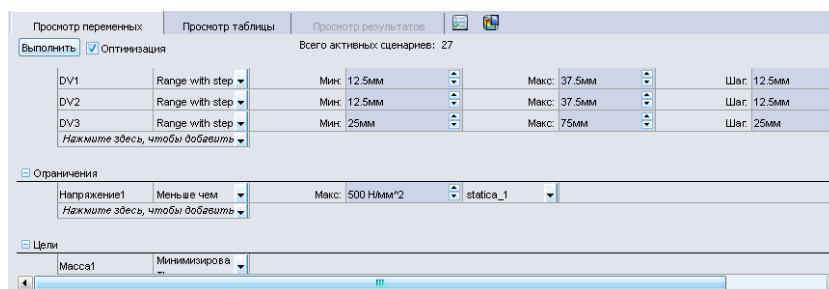 Просмотр переменных Просмотр таблицы Просмотр результатов
Выполнить Оптимизация Всего активных сценариев: 27
DV1 Range with step Мин: 12.5мм Макс: 37.5мм Шаг: 12.5мм
DV2 Range with step Мин: 12.5мм Макс: 37.5мм Шаг: 12.5мм
DV3 Range with step Мин: 25мм Макс: 75мм Шаг: 25мм
Нажмите здесь, чтобы добавить
Ограничения
Напряжение1 Меньше чем Макс: 500 Н/мм^2 statica_1
Нажмите здесь, чтобы добавить
Цели
Масса1 Минимизирова